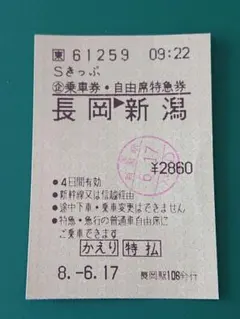 東 61259 09:22
Sきっぷ
企乗車券・自由席特急券
長岡▶新潟
6.-17
¥2860
●4日間有効
●新幹線又は信越経由
●途中下車・乗車変更はできません
●特急・急行の普通車自由席に
ご乗車できます
かえり 特払
8.-6.17 長岡駅108発行